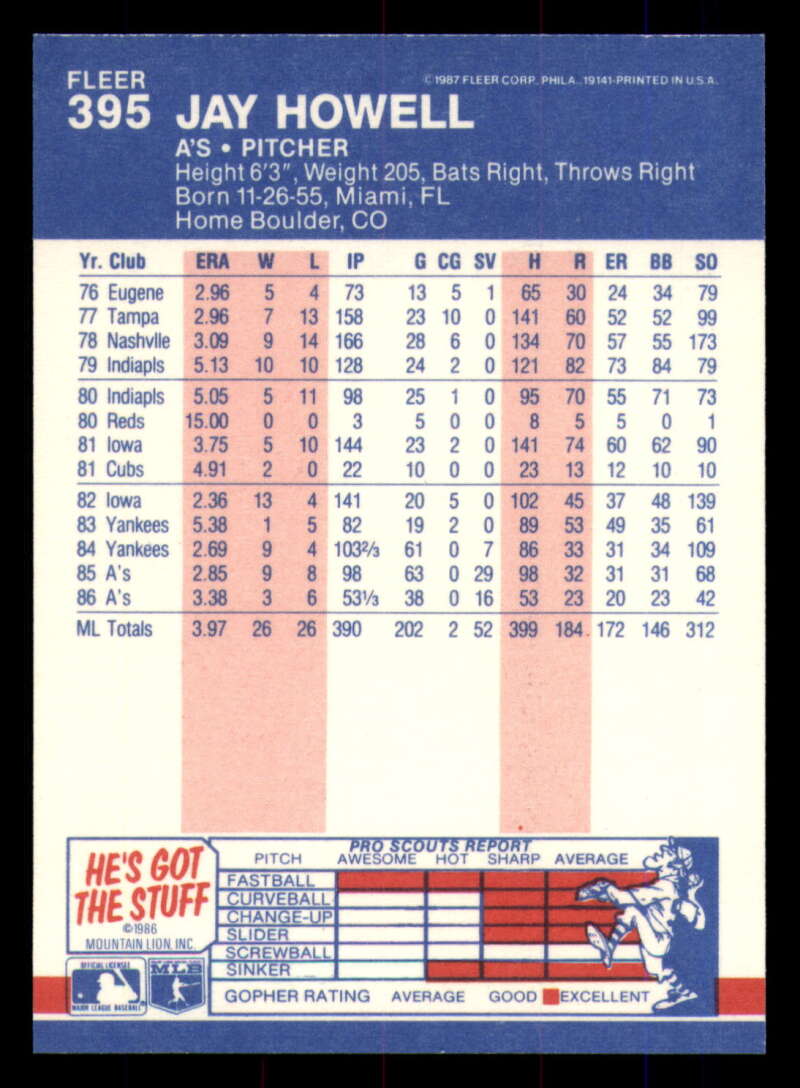 FLEER
395 JAY HOWELL
©1987 FLEER CORP. PHILA., 19141-PRINTED IN U.S.A.
A'S • PITCHER
Height 6'3", Weight 205, Bats Right, Throws Right
Born 11-26-55, Miami, FL
Home Boulder, CO
Yr. Club ERA W L IP G CG SV H R ER BB SO
76 Eugene 2.96 5 4 73 13 5 1 65 30 24 34 79
77 Tampa 2.96 7 13 158 23 10 0 141 60 52 52 99
78 Nashvlle 3.09 9 14 166 28 6 0 134 70 57 55 173
79 Indiapls 5.13 10 10 128 24 2 0 121 82 73 84 79
80 Indiapls 5.05 5 11 98 25 1 0 95 70 55 71 73
80 Reds 15.00 0 0 3 5 0 0 8 5 5 0 1
81 Iowa 3.75 5 10 144 23 2 0 141 74 60 62 90
81 Cubs 4.91 2 0 22 10 0 0 23 13 12 10 10
82 Iowa 2.36 13 4 141 20 5 0 102 45 37 48 139
83 Yankees 5.38 1 5 82 19 2 0 89 53 49 35 61
84 Yankees 2.69 9 4 103⅔ 61 0 7 86 33 31 34 109
85 A's 2.85 9 8 98 63 0 29 98 32 31 31 68
86 A's 3.38 3 6 53⅓ 38 0 16 53 23 20 23 42
ML Totals 3.97 26 26 390 202 2 52 399 184 172 146 312
HE'S GOT
THE STUFF
©1986
MOUNTAIN LION, INC.
OFFICIAL LICENSEE
MAJOR LEAGUE BASEBALL
MLB
PRO SCOUTS REPORT
PITCH AWESOME HOT SHARP AVERAGE
FASTBALL
CURVEBALL
CHANGE-UP
SLIDER
SCREWBALL
SINKER
GOPHER RATING AVERAGE GOOD EXCELLENT